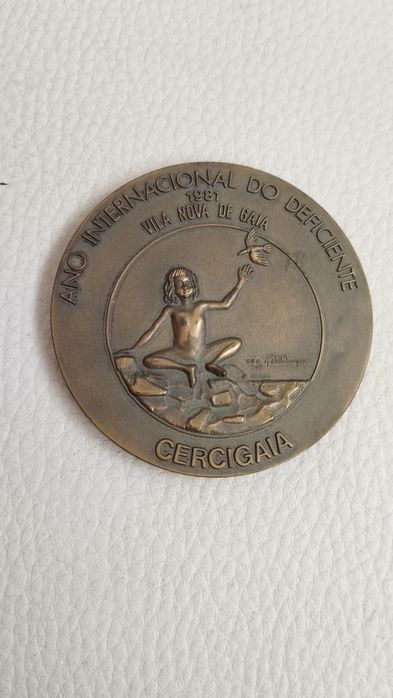 ANO INTERNACIONAL DO DEFICIENTE
1981
VILA NOVA DE GAIA
CERCIGAIA